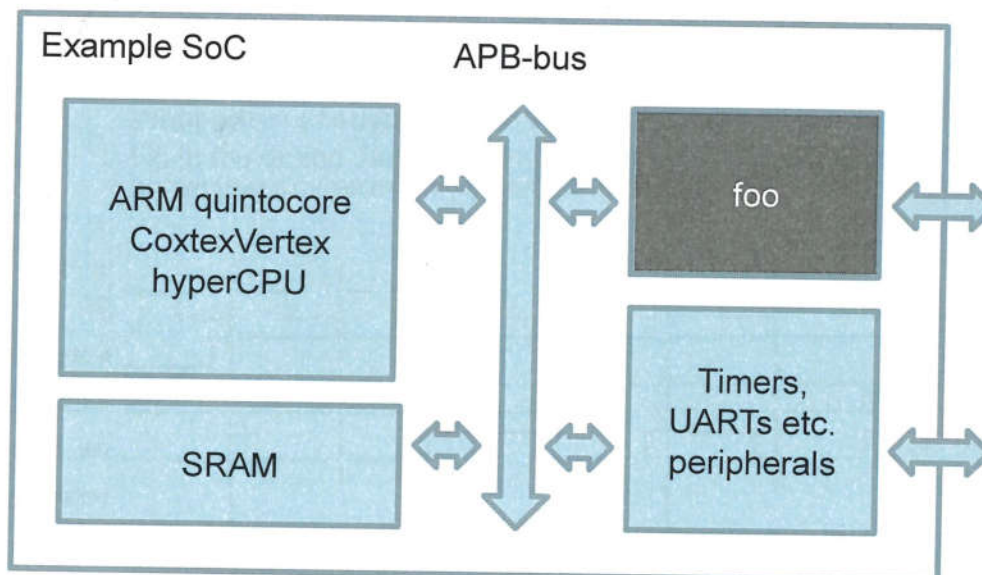 Example SoC
APB-bus
ARM quintocore
CoxtexVertex
hyperCPU
foo
SRAM
Timers,
UARTs etc.
peripherals